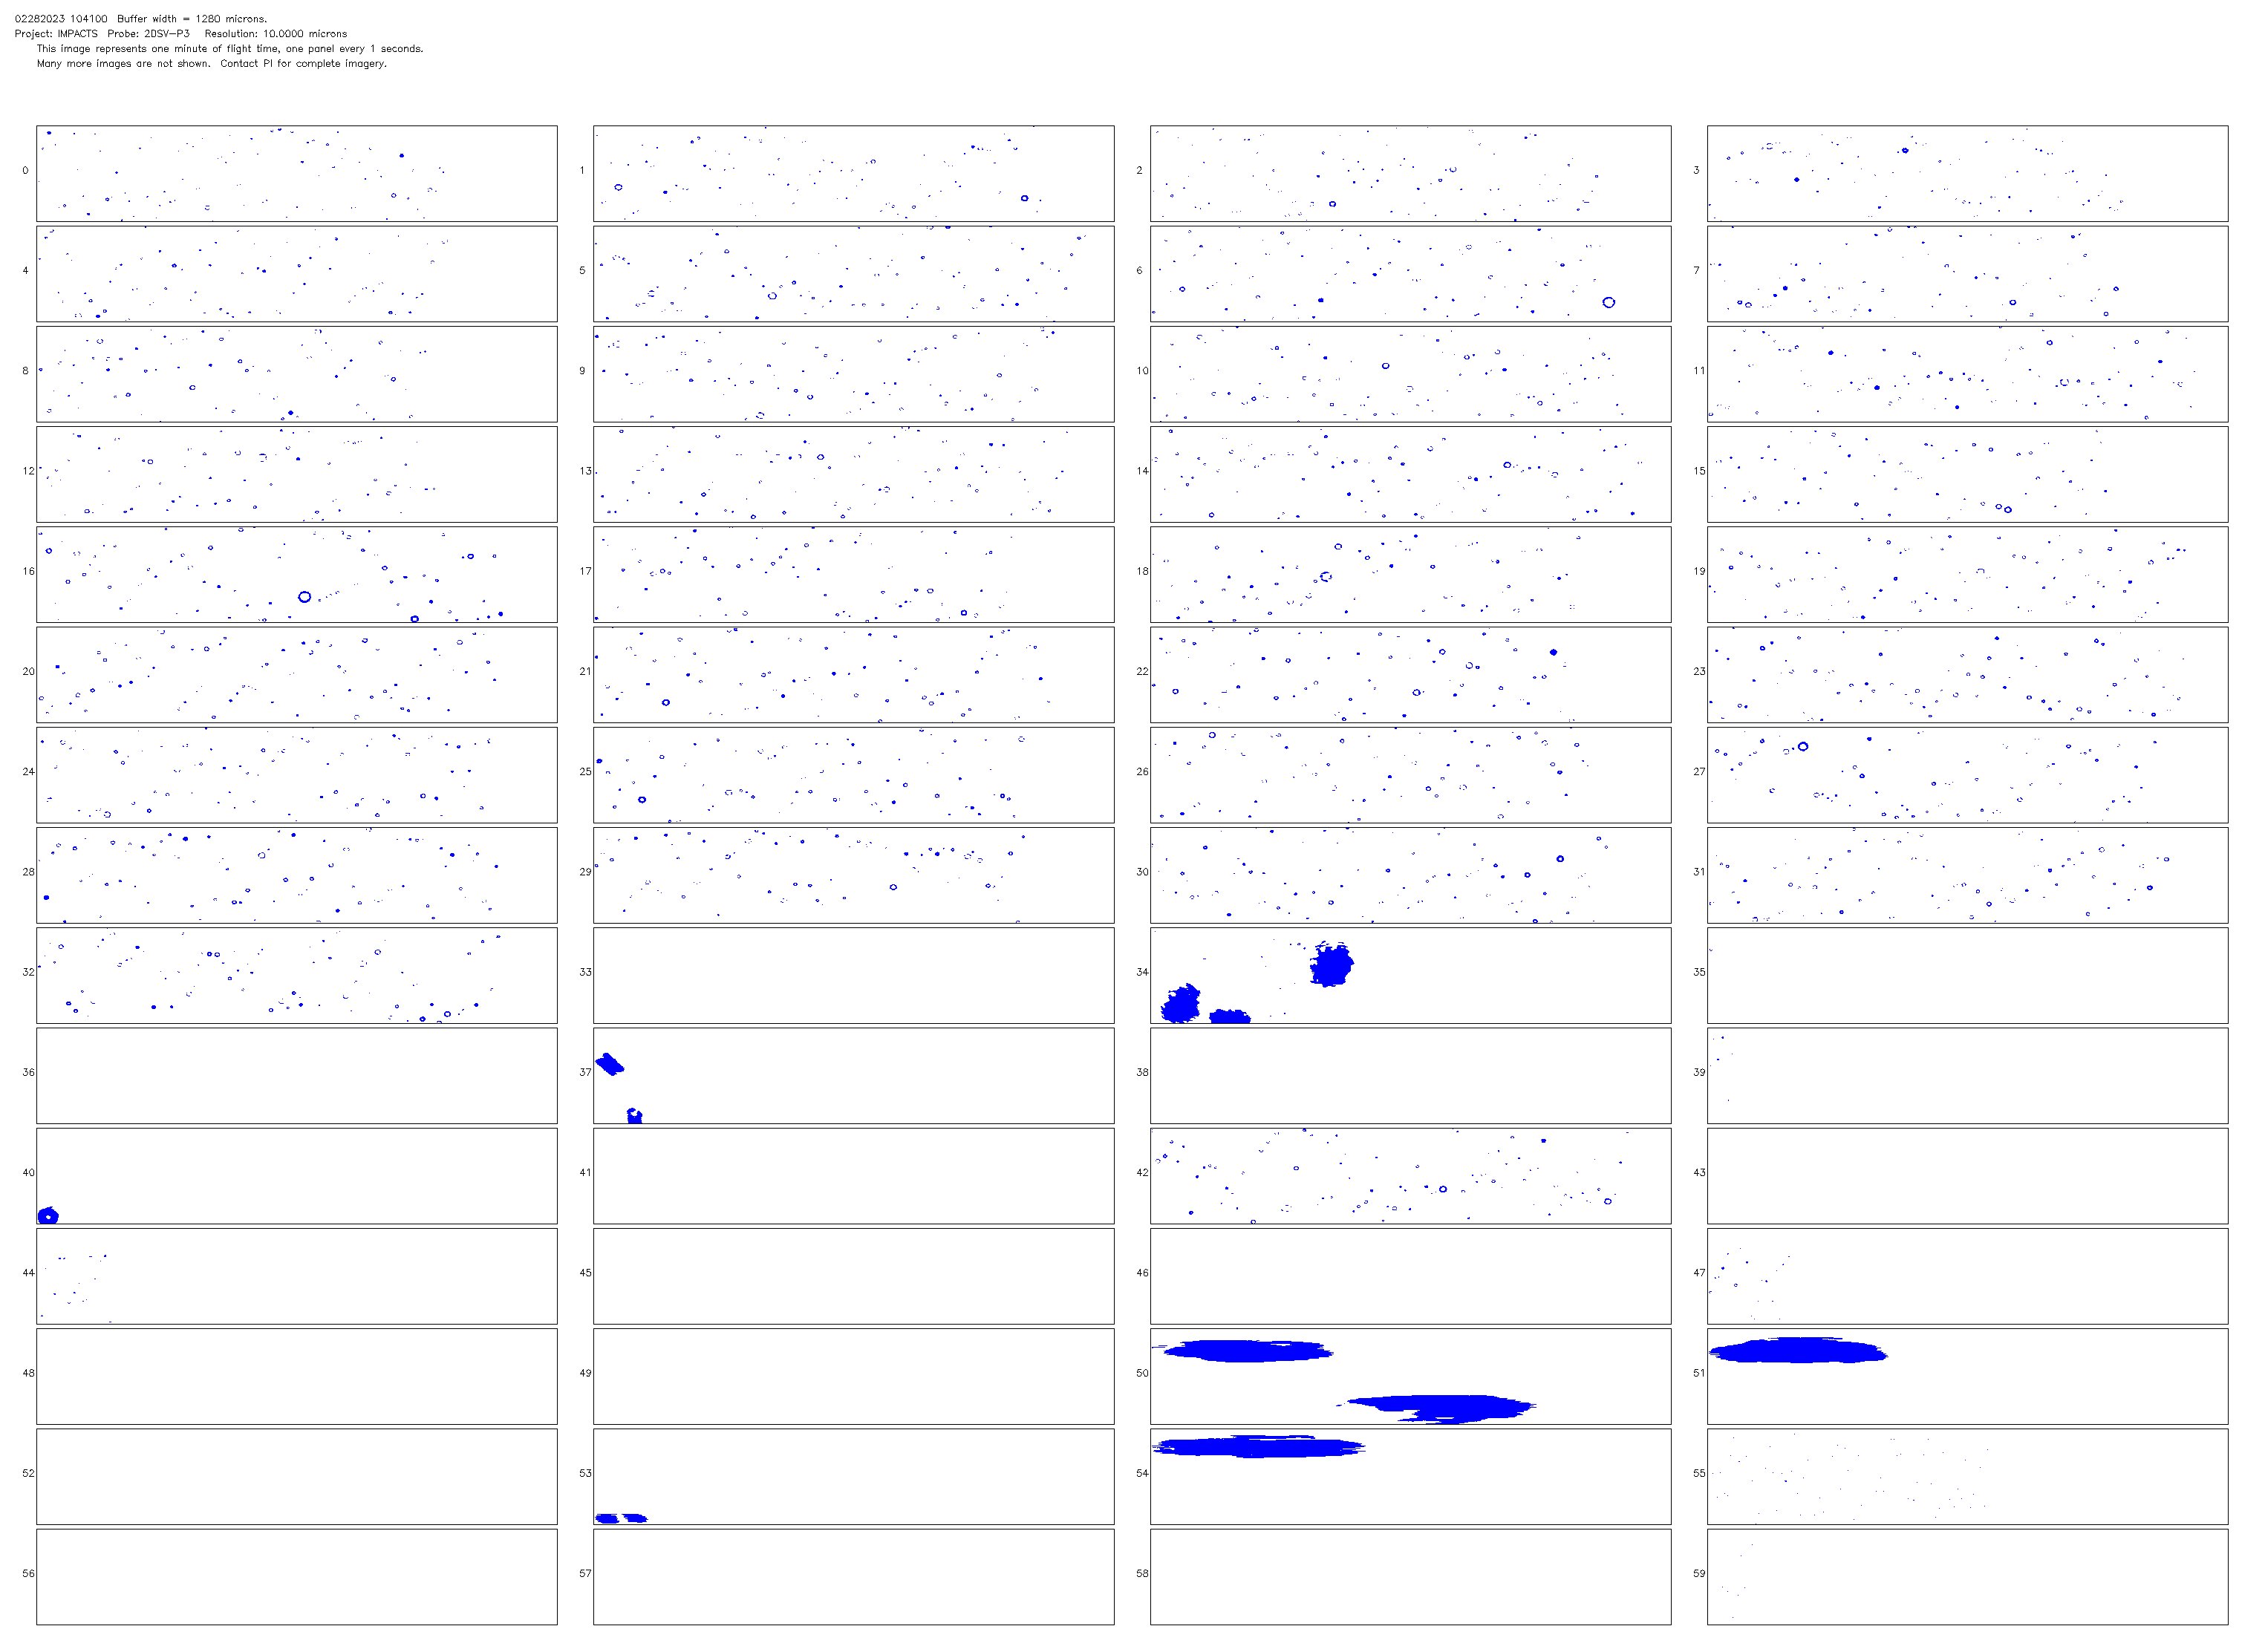 02282023 104100  Buffer width = 1280 microns.
Project: IMPACTS  Probe: 2DSV-P3  Resolution: 10.0000 microns
This image represents one minute of flight time, one panel every 1 seconds.
Many more images are not shown.  Contact PI for complete imagery.
0 1 2 3
4 5 6 7
8 9 10 11
12 13 14 15
16 17 18 19
20 21 22 23
24 25 26 27
28 29 30 31
32 33 34 35
36 37 38 39
40 41 42 43
44 45 46 47
48 49 50 51
52 53 54 55
56 57 58 59